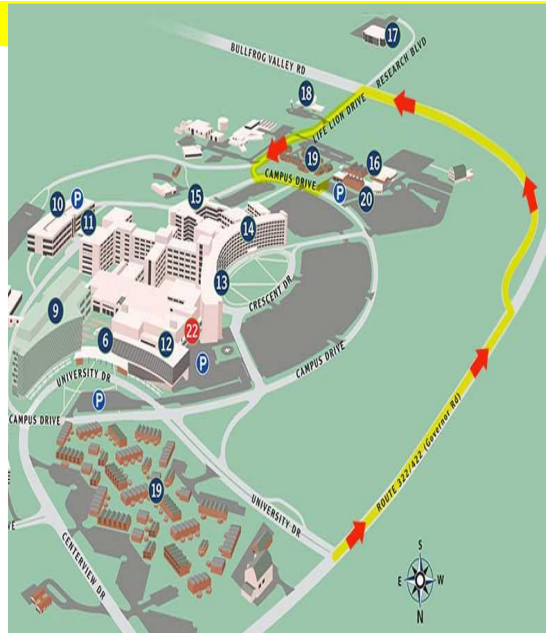 17
BULLFROG VALLEY RD
RESEARCH BLVD
18
LIFE LION DRIVE
19
16
CAMPUS DRIVE
P
20
10
P
15
11
14
13
CRESCENT DR
9
22
6
12
P
UNIVERSITY DR
CAMPUS DRIVE
P
CAMPUS DRIVE
ROUTE 322/422 (Governor Rd)
19
UNIVERSITY DR
CENTERVIEW DR
S
E
W
N